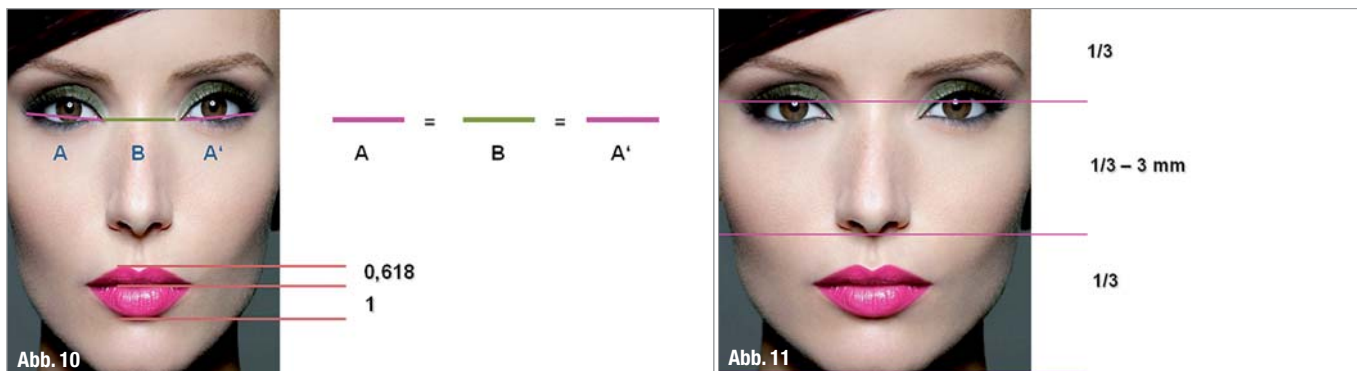 A B A‘
A = B = A‘
0,618
1
Abb. 10
1/3
1/3 – 3 mm
1/3
Abb. 11